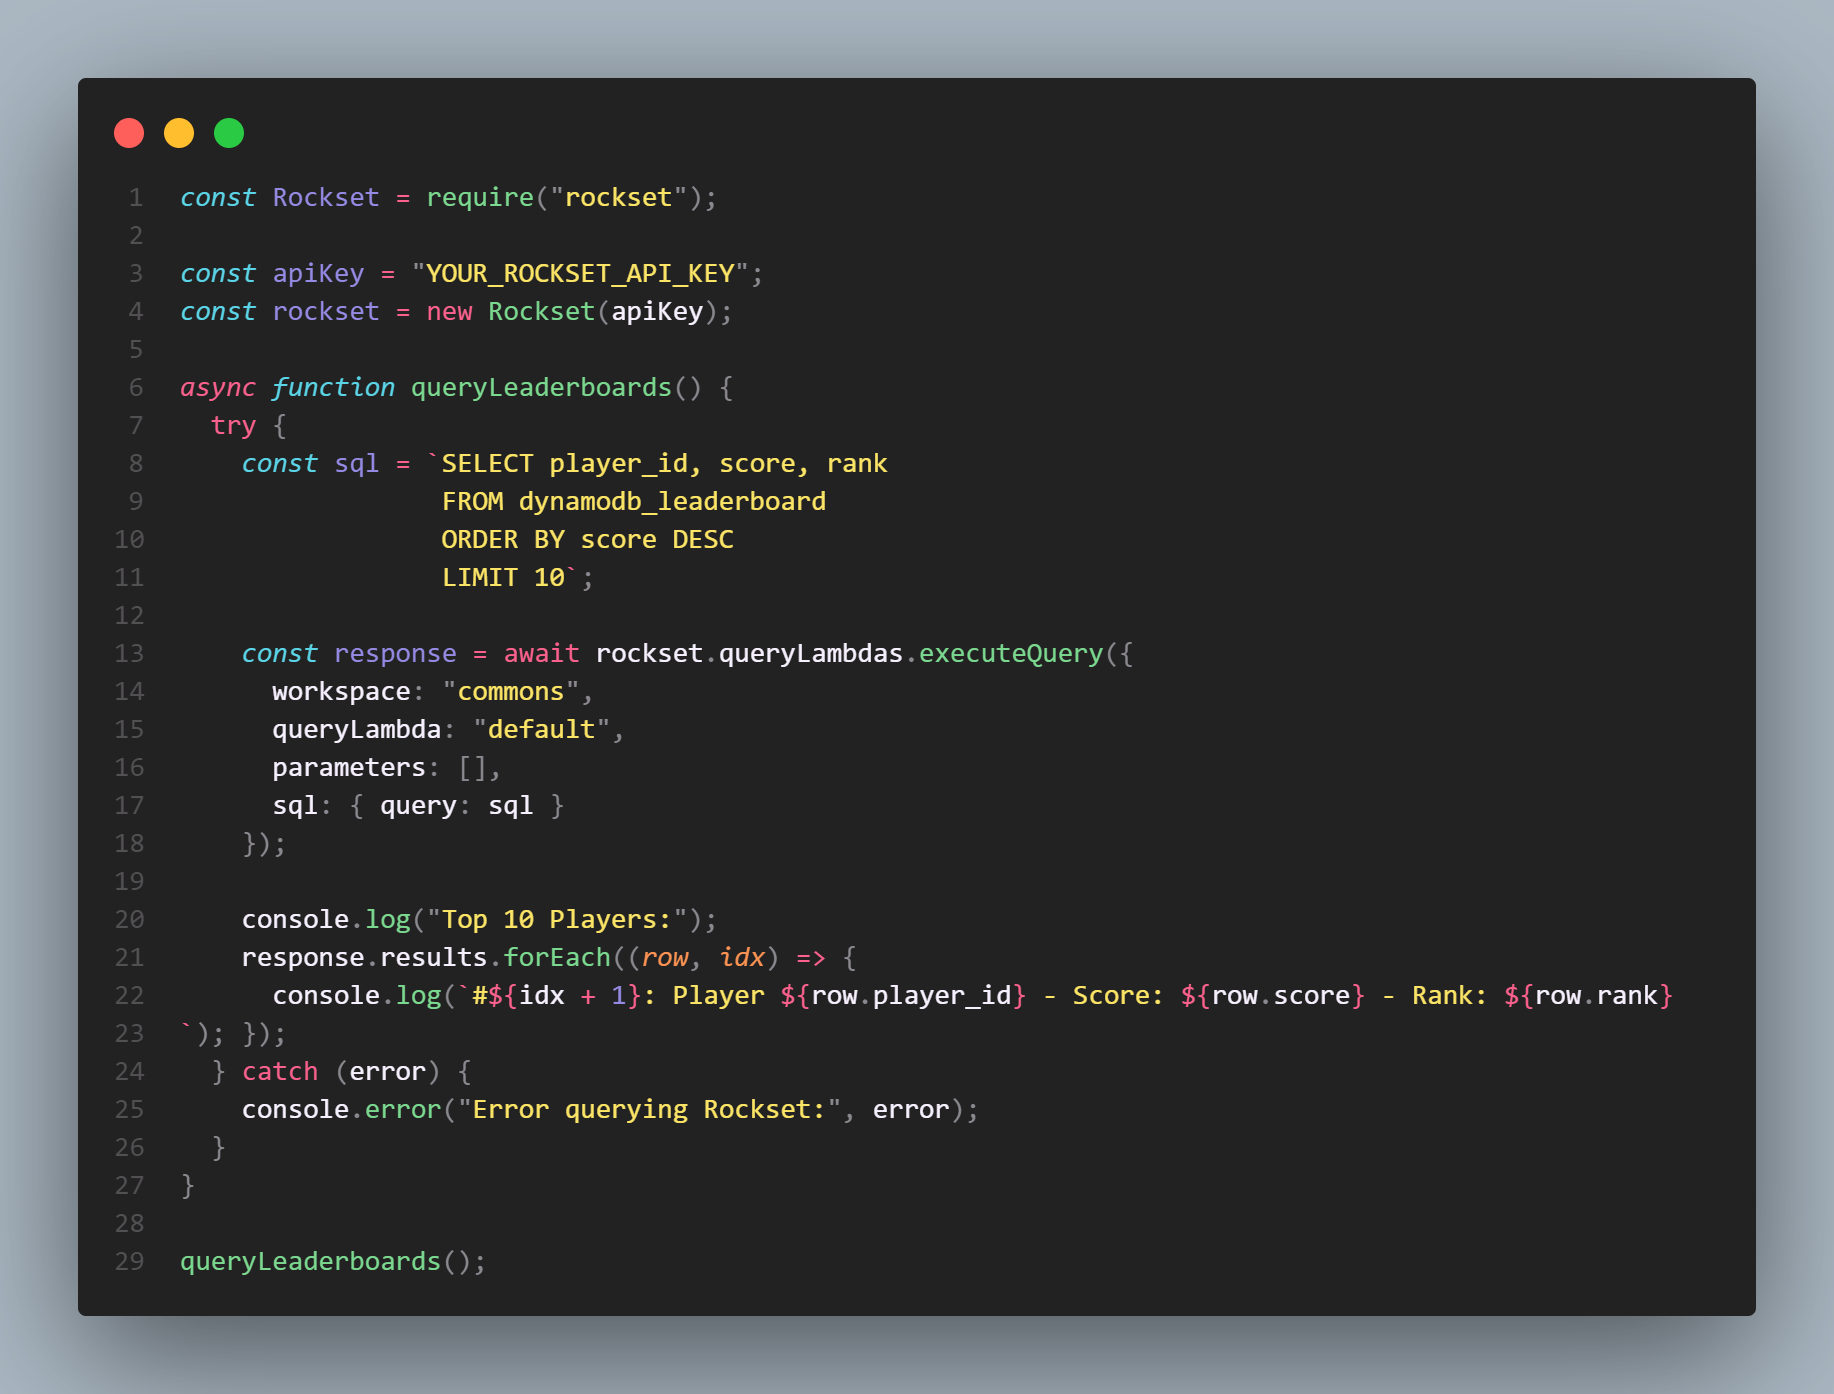 1 const Rockset = require("rockset");
2
3 const apiKey = "YOUR_ROCKSET_API_KEY";
4 const rockset = new Rockset(apiKey);
5
6 async function queryLeaderboards() {
7   try {
8     const sql = `SELECT player_id, score, rank
9                  FROM dynamodb_leaderboard
10                  ORDER BY score DESC
11                  LIMIT 10`;
12
13     const response = await rockset.queryLambdas.executeQuery({
14       workspace: "commons",
15       queryLambda: "default",
16       parameters: [],
17       sql: { query: sql }
18     });
19
20     console.log("Top 10 Players:");
21     response.results.forEach((row, idx) => {
22       console.log(`#${idx + 1}: Player ${row.player_id} - Score: ${row.score} - Rank: ${row.rank}
23 `); });
24   } catch (error) {
25     console.error("Error querying Rockset:", error);
26   }
27 }
28
29 queryLeaderboards();